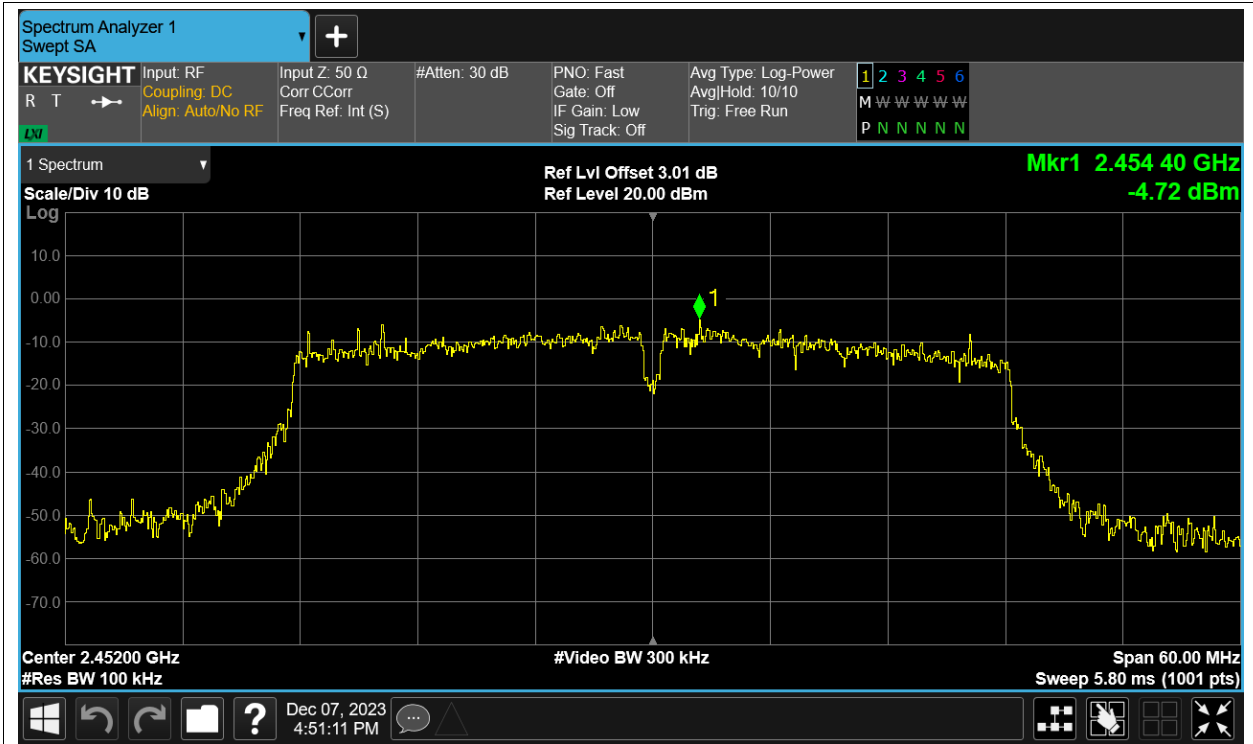 Spectrum Analyzer 1
Swept SA
KEYSIGHT
R T
LXI
Input: RF
Coupling: DC
Align: Auto/No RF
Input Z: 50 Ω
Corr CCorr
Freq Ref: Int (S)
#Atten: 30 dB
PNO: Fast
Gate: Off
IF Gain: Low
Sig Track: Off
Avg Type: Log-Power
Avg|Hold: 10/10
Trig: Free Run
1 2 3 4 5 6
M W W W W W
P N N N N N
1 Spectrum
Scale/Div 10 dB
Log
Ref Lvl Offset 3.01 dB
Ref Level 20.00 dBm
Mkr1 2.454 40 GHz
-4.72 dBm
10.0
0.00
-10.0
-20.0
-30.0
-40.0
-50.0
-60.0
-70.0
1
Center 2.45200 GHz
#Res BW 100 kHz
#Video BW 300 kHz
Span 60.00 MHz
Sweep 5.80 ms (1001 pts)
?
Dec 07, 2023
4:51:11 PM